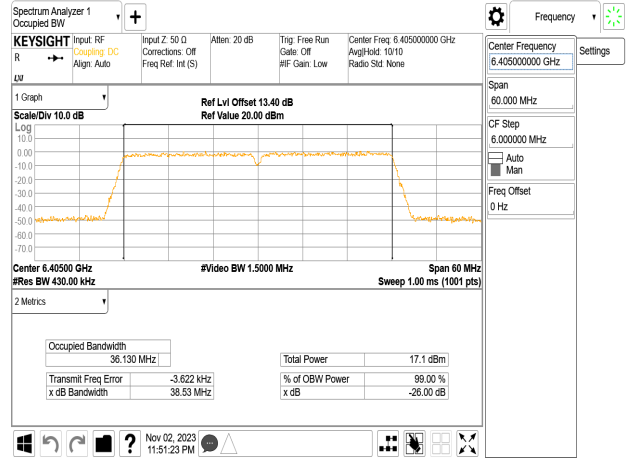 Spectrum Analyzer 1
Occupied BW
Frequency
KEYSIGHT
R
Input: RF
Coupling: DC
Align: Auto
Input Z: 50 Ω
Corrections: Off
Freq Ref: Int (S)
Atten: 20 dB
Trig: Free Run
Gate: Off
#IF Gain: Low
Center Freq: 6.405000000 GHz
Avg|Hold: 10/10
Radio Std: None
Center Frequency
6.405000000 GHz
Settings
Span
60.000 MHz
CF Step
6.000000 MHz
Auto
Man
Freq Offset
0 Hz
1 Graph
Scale/Div 10.0 dB
Ref Lvl Offset 13.40 dB
Ref Value 20.00 dBm
Log
10.0
0.00
-10.0
-20.0
-30.0
-40.0
-50.0
-60.0
-70.0
Center 6.40500 GHz
#Video BW 1.5000 MHz
Span 60 MHz
#Res BW 430.00 kHz
Sweep 1.00 ms (1001 pts)
2 Metrics
Occupied Bandwidth
36.130 MHz
Total Power 17.1 dBm
Transmit Freq Error -3.622 kHz
% of OBW Power 99.00 %
x dB Bandwidth 38.53 MHz
x dB -26.00 dB
Nov 02, 2023
11:51:23 PM